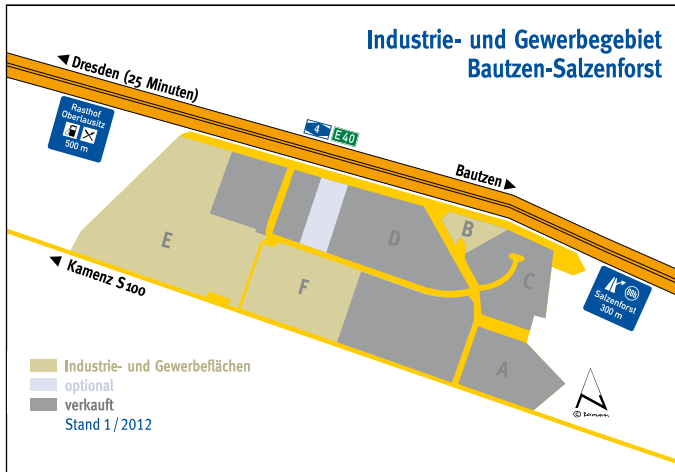 Industrie- und Gewerbegebiet
Bautzen-Salzenforst
Dresden (25 Minuten)
Rasthof
Oberlausitz
500 m
4 E40
Bautzen
B
E
D
C
Kamenz S100
F
Salzenforst
300 m
A
Industrie- und Gewerbeflächen
optional
verkauft
Stand 1/2012